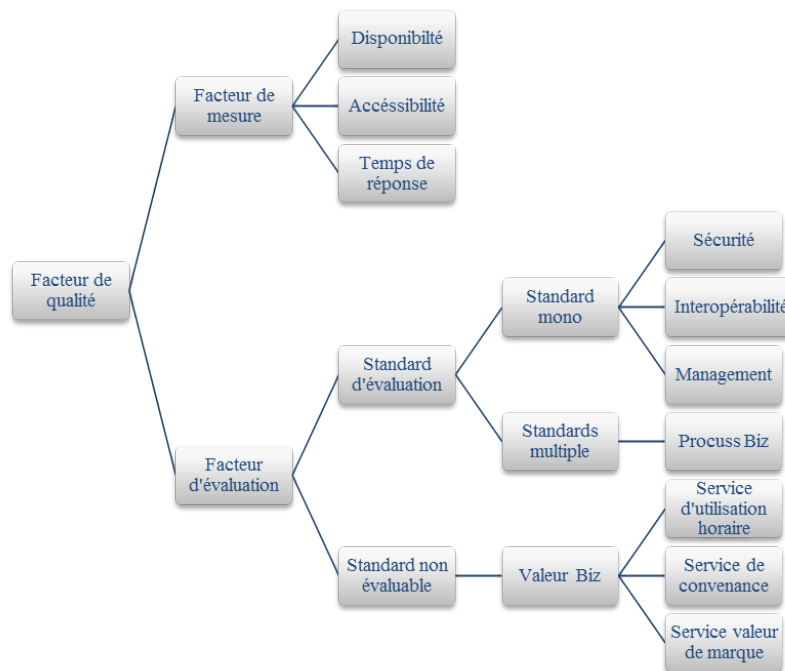 Disponibilté
Facteur de
mesure
Accéssibilité
Temps de
réponse
Facteur de
qualité
Sécurité
Standard
mono
Interopérabilité
Standard
d'évaluation
Management
Standards
multiple
Procuss Biz
Facteur
d'évaluation
Service
d'utilisation
horaire
Standard non
évaluable
Valeur Biz
Service de
convenance
Service valeur
de marque